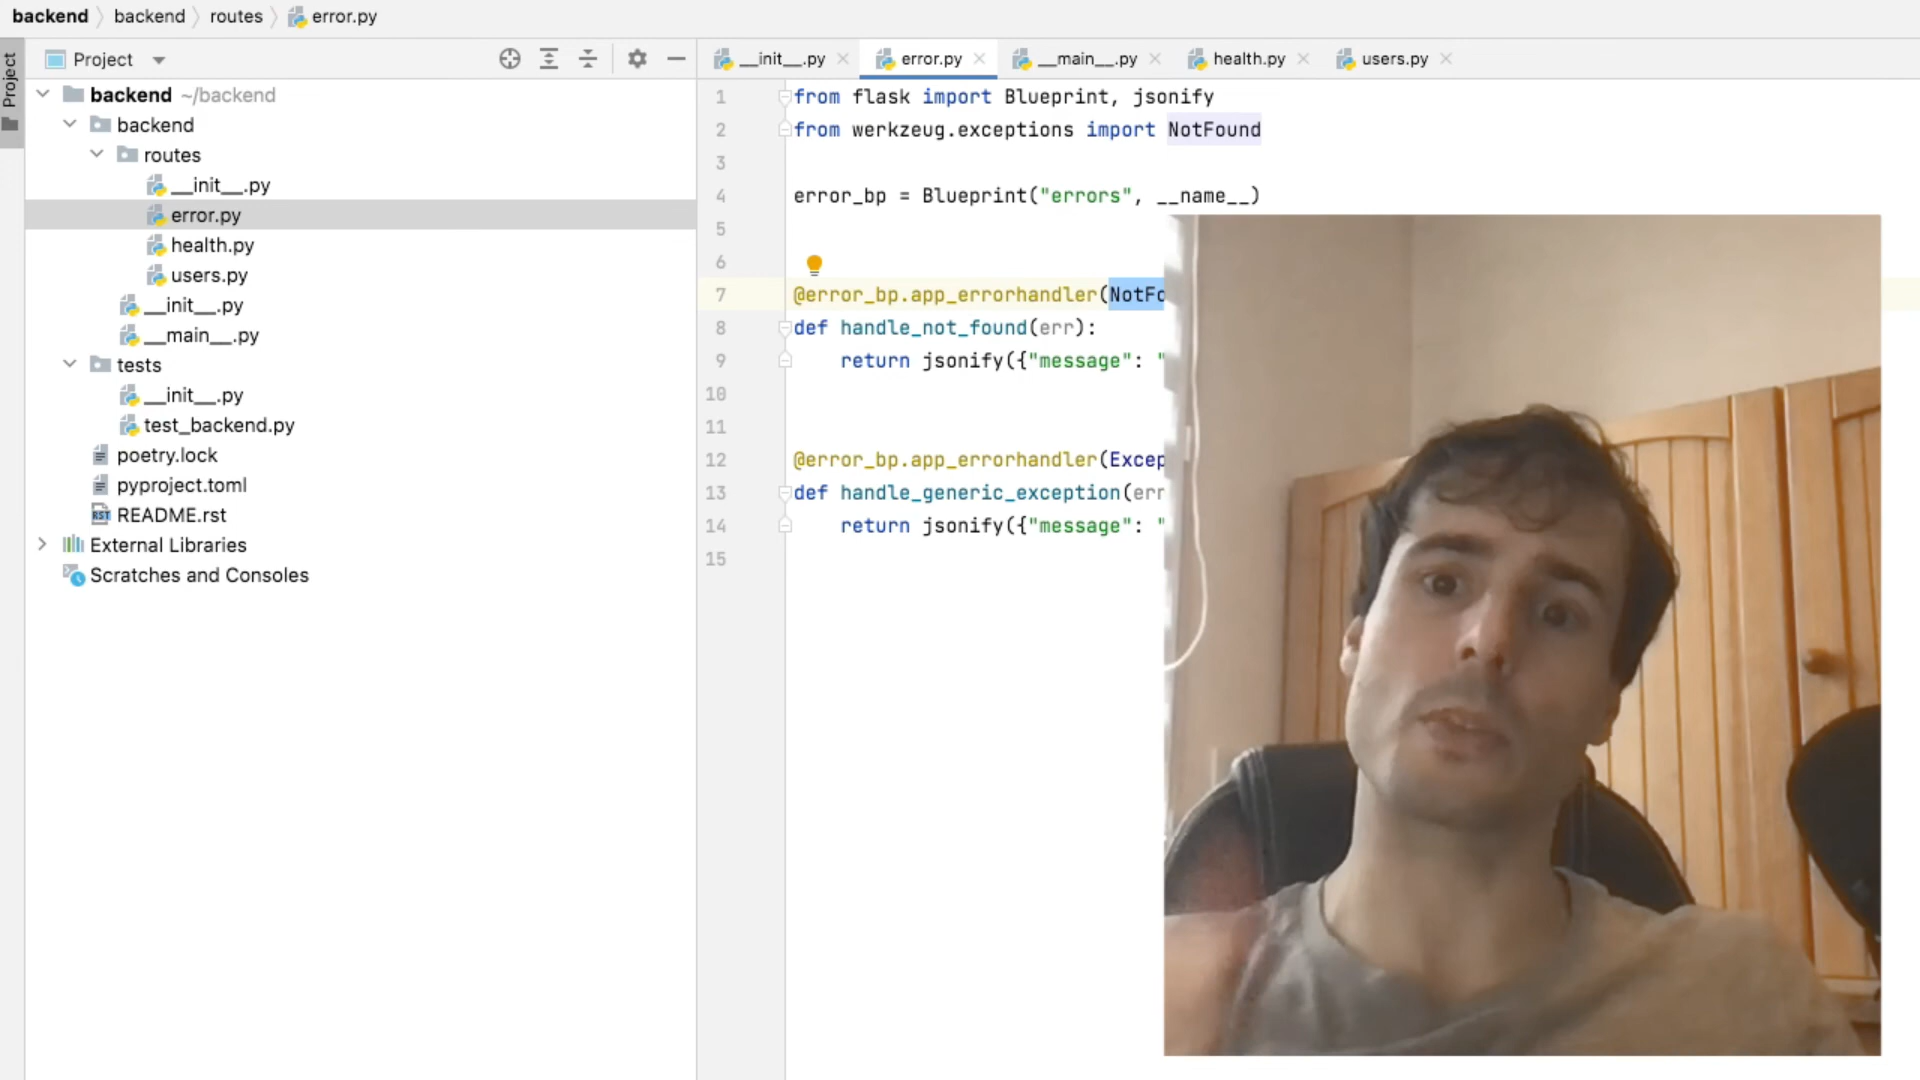 backend backend routes error.py
Project
Project
backend ~/backend
backend
routes
__init__.py
error.py
health.py
users.py
__init__.py
__main__.py
tests
__init__.py
test_backend.py
poetry.lock
pyproject.toml
RST README.rst
External Libraries
Scratches and Consoles
__init__.py error.py __main__.py health.py users.py
1 from flask import Blueprint, jsonify
2 from werkzeug.exceptions import NotFound
3
4 error_bp = Blueprint("errors", __name__)
5
6
7 @error_bp.app_errorhandler(NotFo
8 def handle_not_found(err):
9 return jsonify({"message": "
10
11
12 @error_bp.app_errorhandler(Excep
13 def handle_generic_exception(err
14 return jsonify({"message": "
15